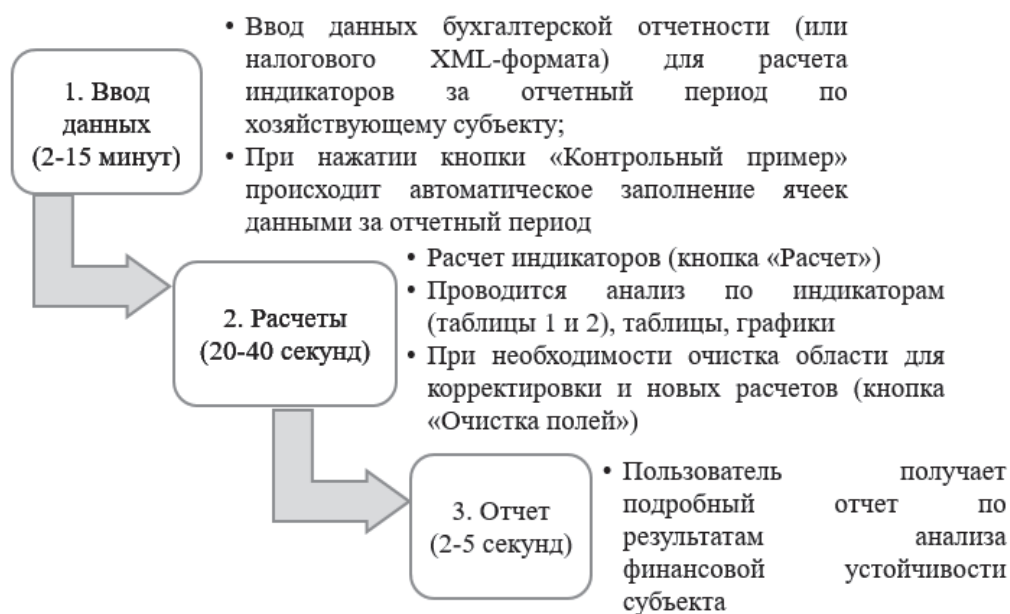 1. Ввод
данных
(2-15 минут)
• Ввод данных бухгалтерской отчетности (или
налогового XML-формата) для расчета
индикаторов за отчетный период по
хозяйствующему субъекту;
• При нажатии кнопки «Контрольный пример»
происходит автоматическое заполнение ячеек
данными за отчетный период
2. Расчеты
(20-40 секунд)
• Расчет индикаторов (кнопка «Расчет»)
• Проводится анализ по индикаторам
(таблицы 1 и 2), таблицы, графики
• При необходимости очистка области для
корректировки и новых расчетов (кнопка
«Очистка полей»)
3. Отчет
(2-5 секунд)
• Пользователь получает
подробный отчет по
результатам анализа
финансовой устойчивости
субъекта